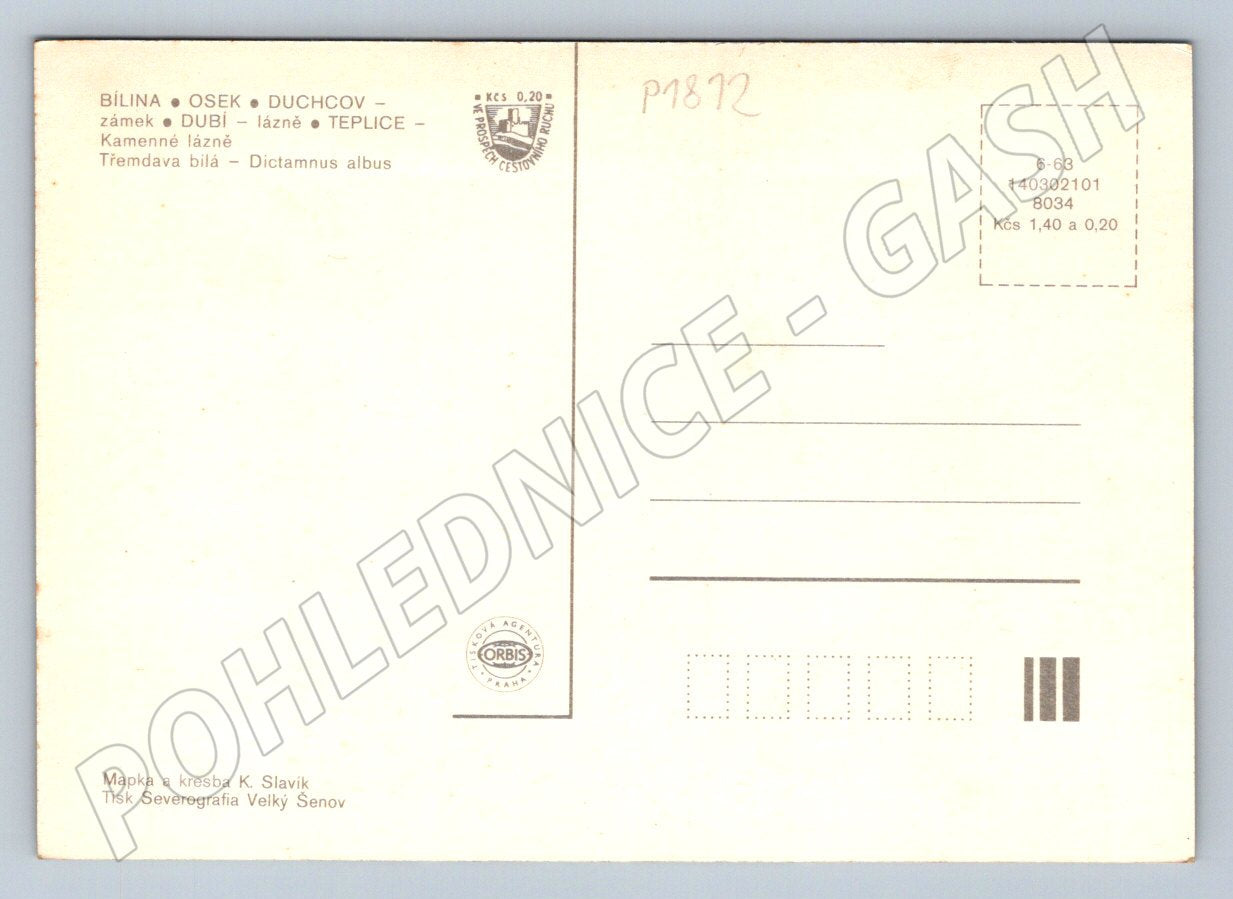 BÍLINA ● OSEK ● DUCHCOV –
zámek ● DUBÍ – lázně ● TEPLICE –
Kamenné lázně
Třemdava bílá – Dictamnus albus
Kčs 0,20
VE PROSPĚCH CESTOVNÍHO RUCHU
P1812
6-63
140302101
8034
Kčs 1,40 a 0,20
POHLEDNICE - GASH
TISKOVÁ AGENTURA
ORBIS
PRAHA
Mapka a kresba K. Slavík
Tisk Severografia Velký Šenov